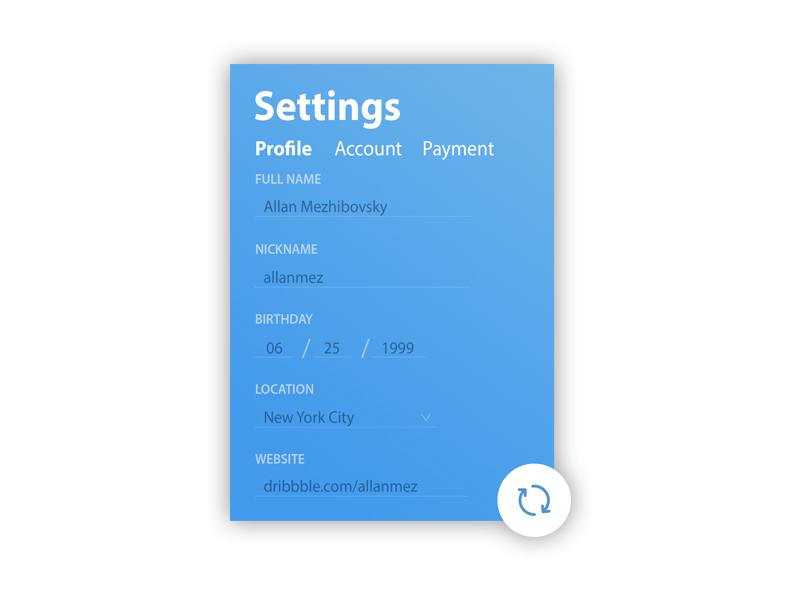 Settings
Profile Account Payment
FULL NAME
Allan Mezhibovsky
NICKNAME
allanmez
BIRTHDAY
06 / 25 / 1999
LOCATION
New York City
WEBSITE
dribbble.com/allanmez